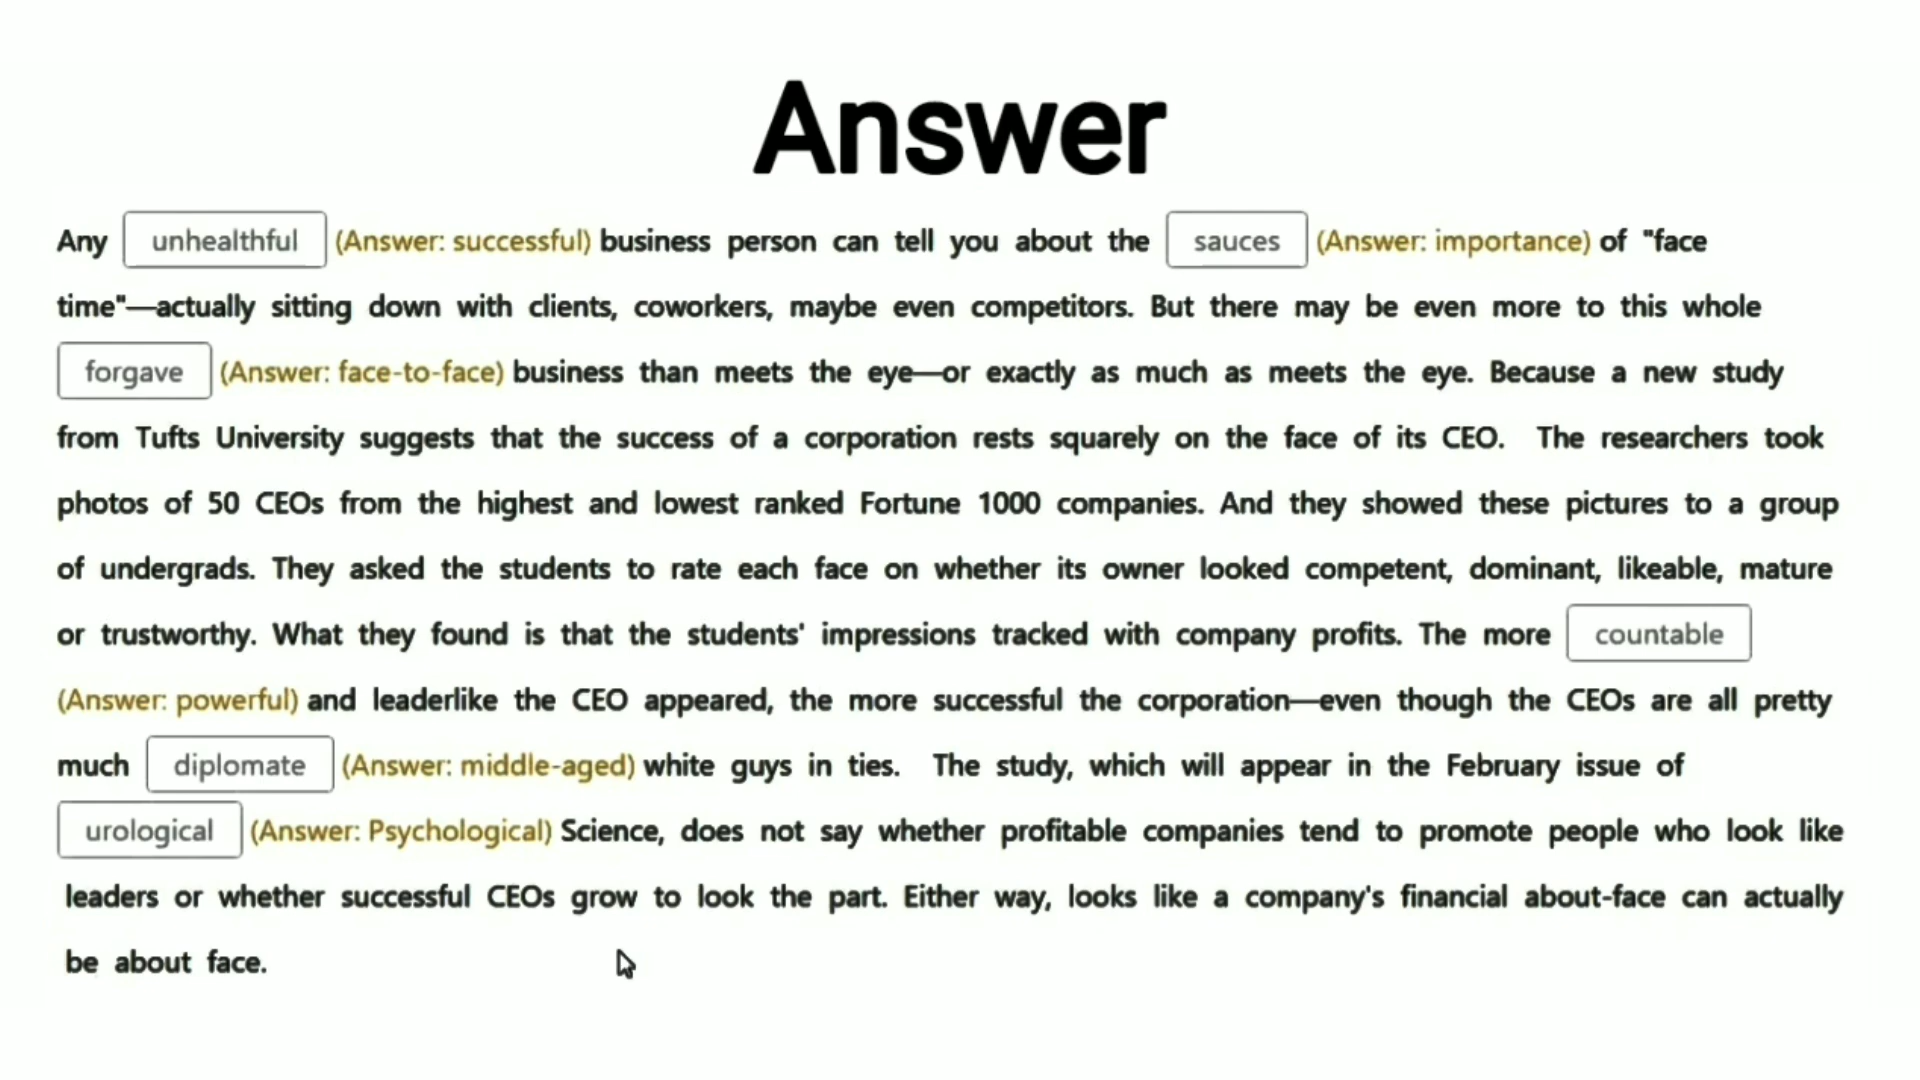 Answer
Any unhealthful (Answer: successful) business person can tell you about the sauces (Answer: importance) of "face
time"—actually sitting down with clients, coworkers, maybe even competitors. But there may be even more to this whole
forgave (Answer: face-to-face) business than meets the eye—or exactly as much as meets the eye. Because a new study
from Tufts University suggests that the success of a corporation rests squarely on the face of its CEO. The researchers took
photos of 50 CEOs from the highest and lowest ranked Fortune 1000 companies. And they showed these pictures to a group
of undergrads. They asked the students to rate each face on whether its owner looked competent, dominant, likeable, mature
or trustworthy. What they found is that the students' impressions tracked with company profits. The more countable
(Answer: powerful) and leaderlike the CEO appeared, the more successful the corporation—even though the CEOs are all pretty
much diplomate (Answer: middle-aged) white guys in ties. The study, which will appear in the February issue of
urological (Answer: Psychological) Science, does not say whether profitable companies tend to promote people who look like
leaders or whether successful CEOs grow to look the part. Either way, looks like a company's financial about-face can actually
be about face.